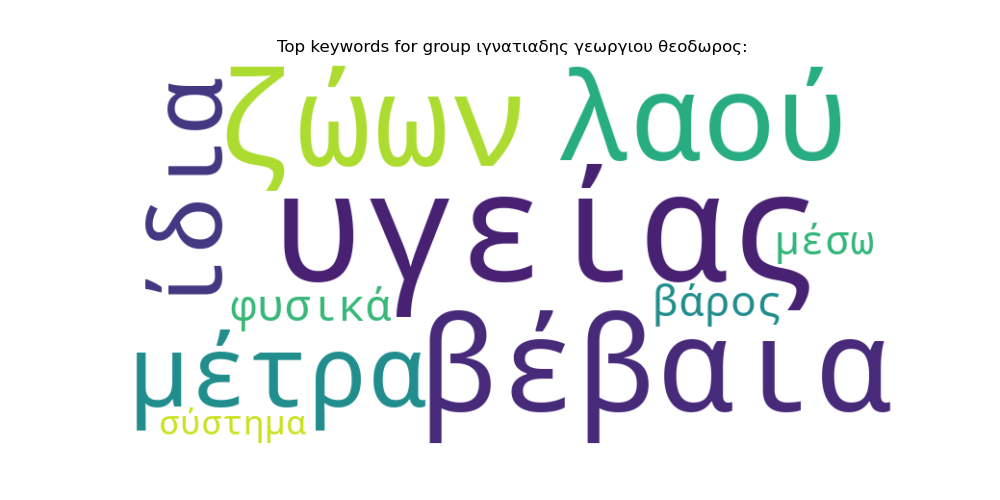 Top keywords for group ιγνατιαδης γεωργιου θεοδωρος:
ίδια
ζώων
λαού
υγείας
μέσω
φυσικά
βάρος
μέτρα
βέβαια
σύστημα